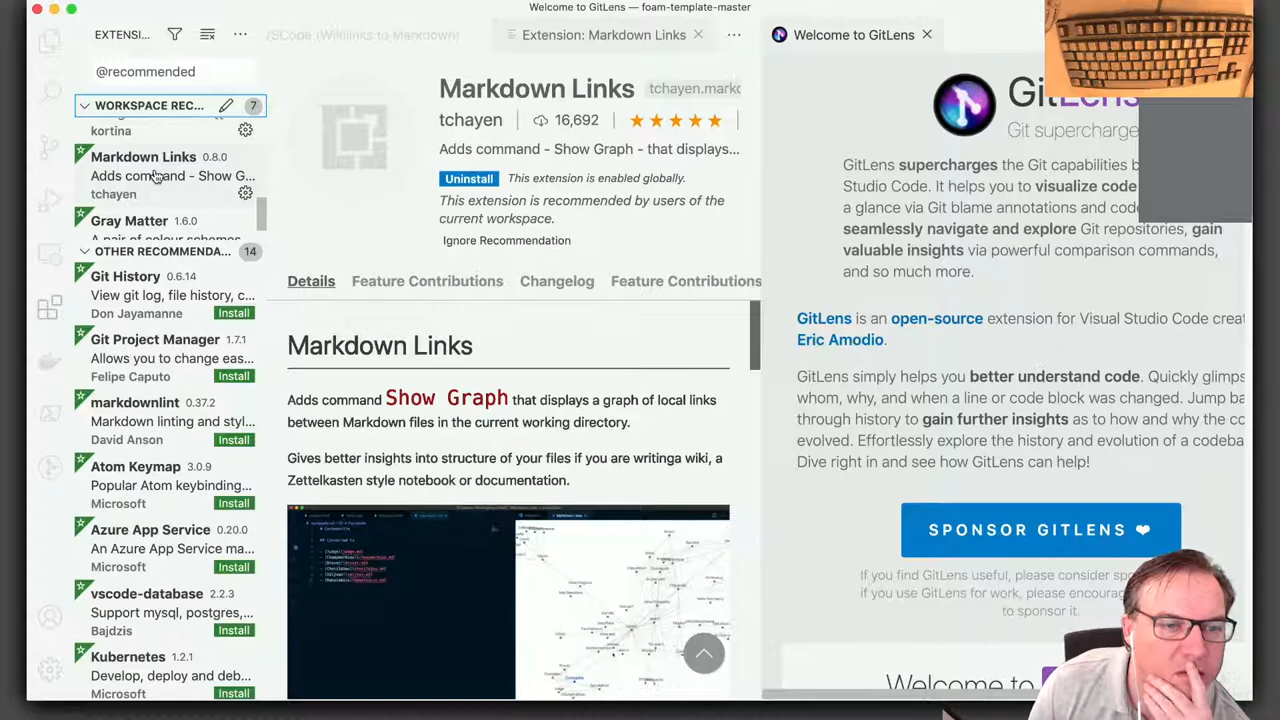 Welcome to GitLens — foam-template-master
EXTENSI...
@recommended
WORKSPACE REC... 7
kortina
Markdown Links 0.8.0
Adds command - Show G...
tchayen
Gray Matter 1.6.0
A pair of colour schemes
OTHER RECOMMENDA... 14
Git History 0.6.14
View git log, file history, c...
Don Jayamanne Install
Git Project Manager 1.7.1
Allows you to change eas...
Felipe Caputo Install
markdownlint 0.37.2
Markdown linting and styl...
David Anson Install
Atom Keymap 3.0.9
Popular Atom keybinding...
Microsoft Install
Azure App Service 0.20.0
An Azure App Service ma...
Microsoft Install
vscode-database 2.2.3
Support mysql, postgres,...
Bajdzis Install
Kubernetes 1.2.1
Develop, deploy and deb...
Microsoft Install
VSCode (Wikilinks to Markdown)
Extension: Markdown Links
Markdown Links tchayen.markd
tchayen 16,692
Adds command - Show Graph - that displays...
Uninstall This extension is enabled globally.
This extension is recommended by users of the
current workspace.
Ignore Recommendation
Details Feature Contributions Changelog Feature Contributions
Markdown Links
Adds command Show Graph that displays a graph of local links
between Markdown files in the current working directory.
Gives better insights into structure of your files if you are writinga wiki, a
Zettelkasten style notebook or documentation.
Welcome to GitLens
GitLens
Git supercharge
GitLens supercharges the Git capabilities b
Studio Code. It helps you to visualize code
a glance via Git blame annotations and code
seamlessly navigate and explore Git repositories, gain
valuable insights via powerful comparison commands,
and so much more.
GitLens is an open-source extension for Visual Studio Code creat
Eric Amodio.
GitLens simply helps you better understand code. Quickly glimps
whom, why, and when a line or code block was changed. Jump ba
through history to gain further insights as to how and why the co
evolved. Effortlessly explore the history and evolution of a codeba
Dive right in and see how GitLens can help!
SPONSOR GITLENS ❤
If you find GitLens useful, please consider spo
if you use GitLens for work, please encourag
to sponsor it.
Welcome to